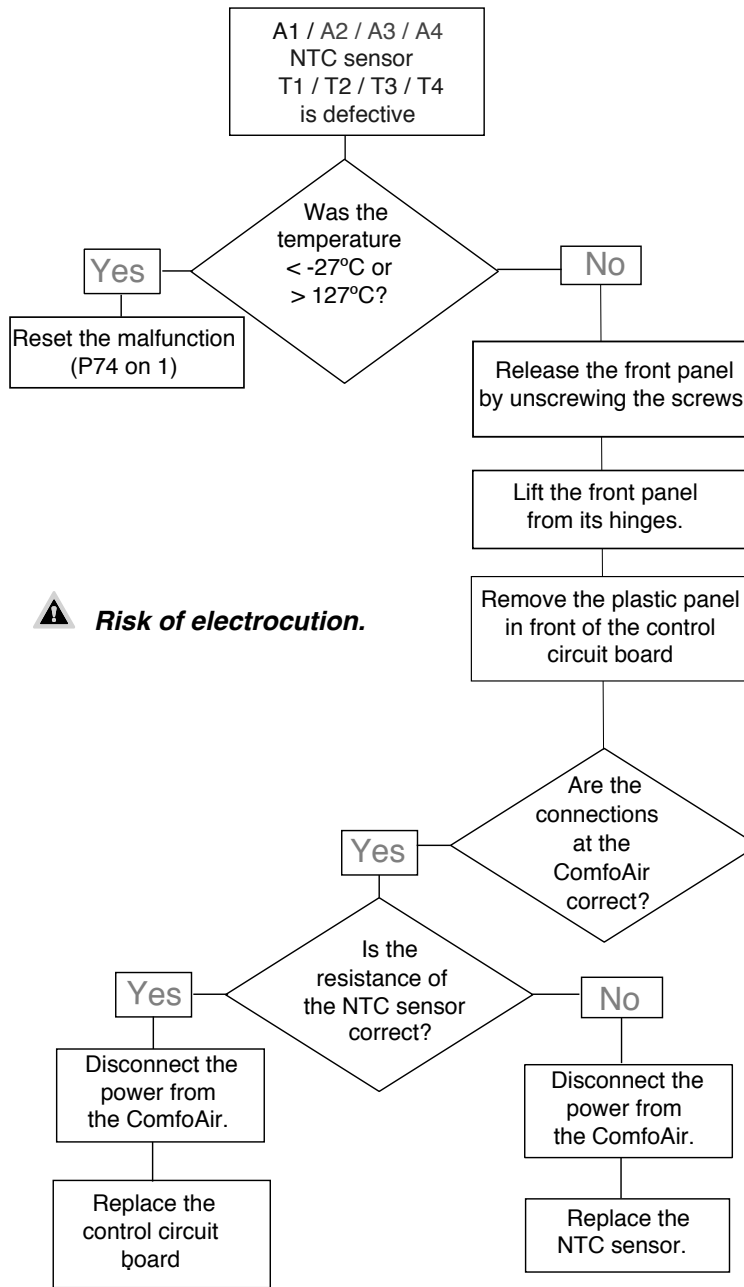 A1 / A2 / A3 / A4
NTC sensor
T1 / T2 / T3 / T4
is defective
Was the
temperature
< -27ºC or
> 127ºC?
Yes
No
Reset the malfunction
(P74 on 1)
Release the front panel
by unscrewing the screws
Lift the front panel
from its hinges.
Risk of electrocution.
Remove the plastic panel
in front of the control
circuit board
Are the
connections
at the
ComfoAir
correct?
Yes
Is the
resistance of
the NTC sensor
correct?
Yes
No
Disconnect the
power from
the ComfoAir.
Disconnect the
power from
the ComfoAir.
Replace the
control circuit
board
Replace the
NTC sensor.